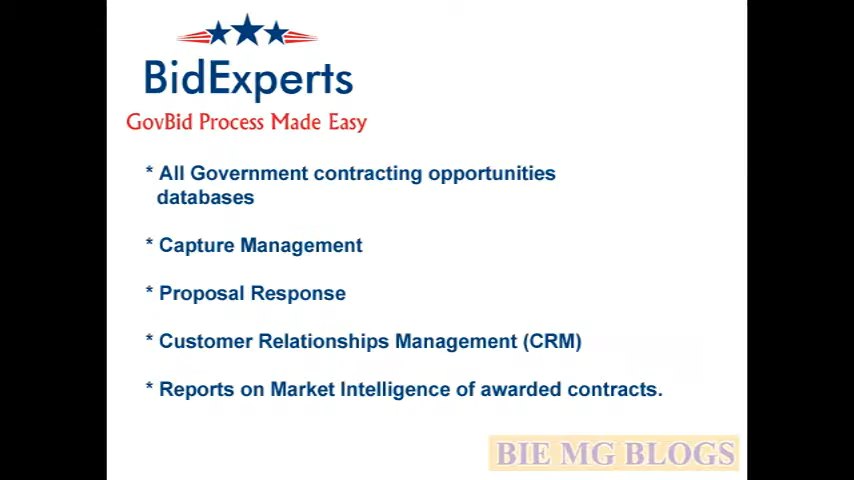 BidExperts
GovBid Process Made Easy
* All Government contracting opportunities
databases
* Capture Management
* Proposal Response
* Customer Relationships Management (CRM)
* Reports on Market Intelligence of awarded contracts.
BIE MG BLOGS